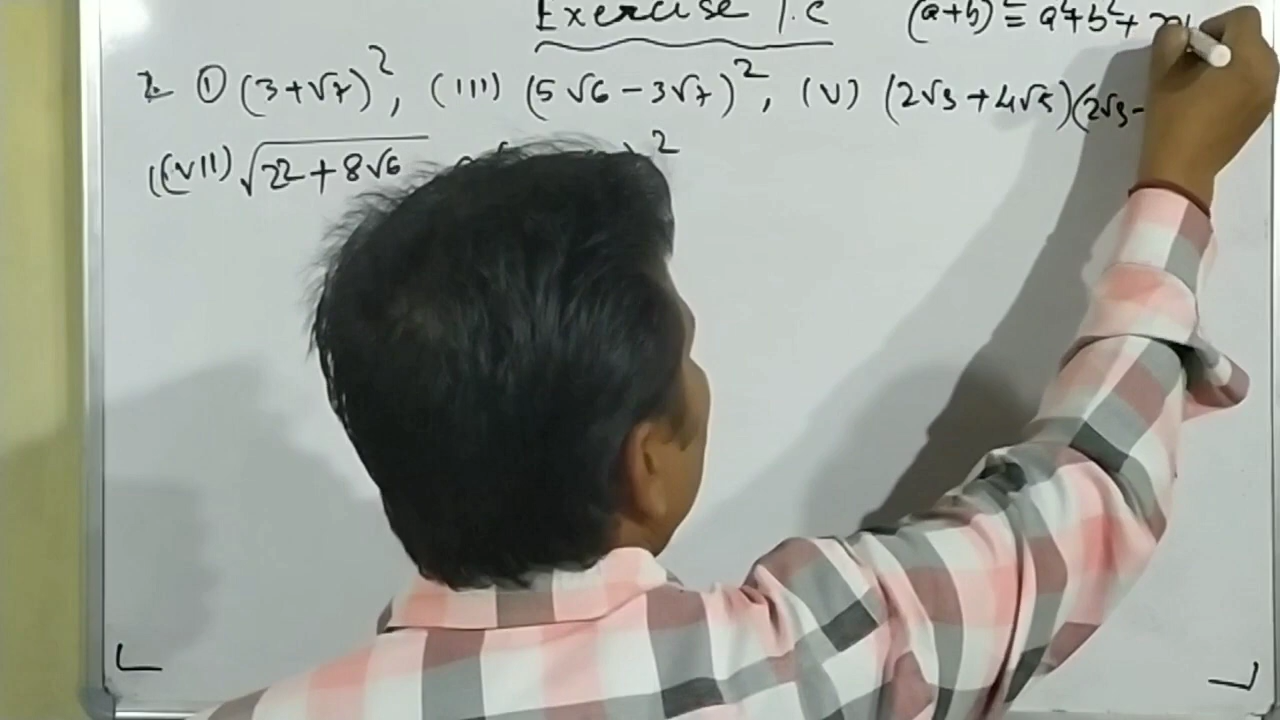 Exercise 1.C (a+b)² = a²+b²+
2. ① (3+√7)², (III) (5√6-3√7)², (V) (2√3+4√5)(2√3-
(VII) √22+8√6 )²